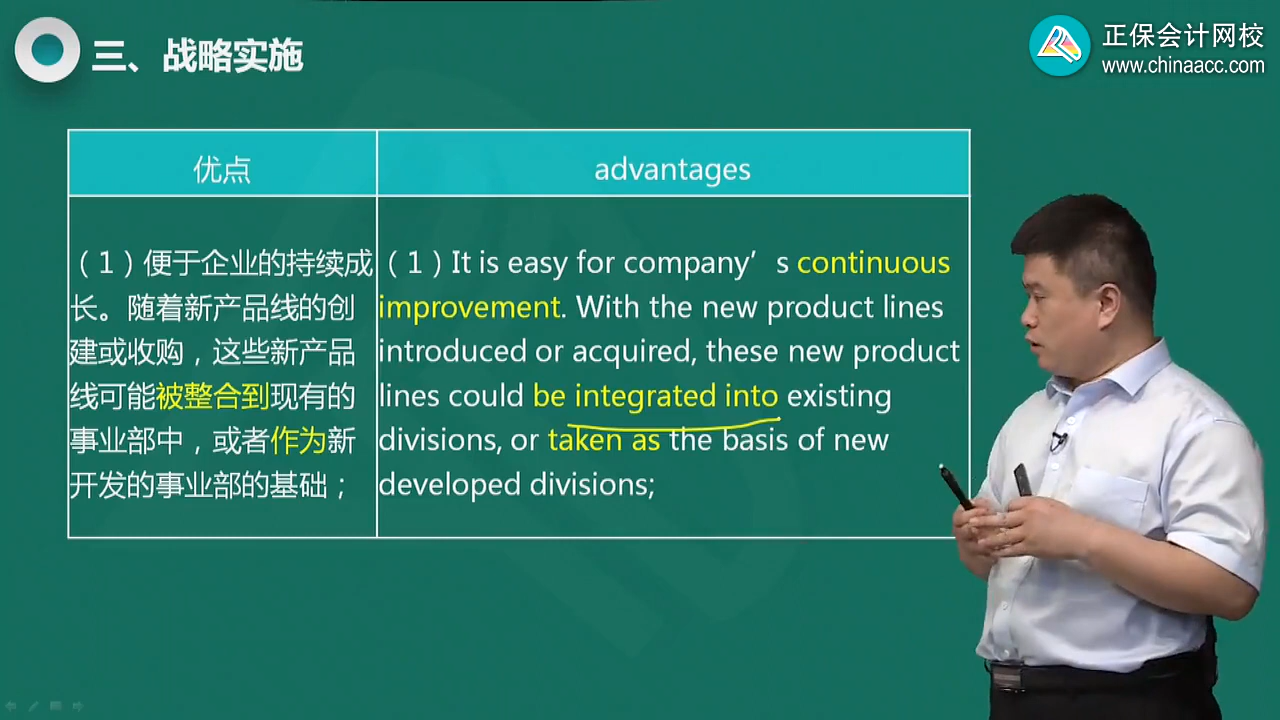 三、战略实施
正保会计网校
www.chinaacc.com
优点
advantages
（1）便于企业的持续成
长。随着新产品线的创
建或收购，这些新产品
线可能被整合到现有的
事业部中，或者作为新
开发的事业部的基础；
（1）It is easy for company’s continuous
improvement. With the new product lines
introduced or acquired, these new product
lines could be integrated into existing
divisions, or taken as the basis of new
developed divisions;